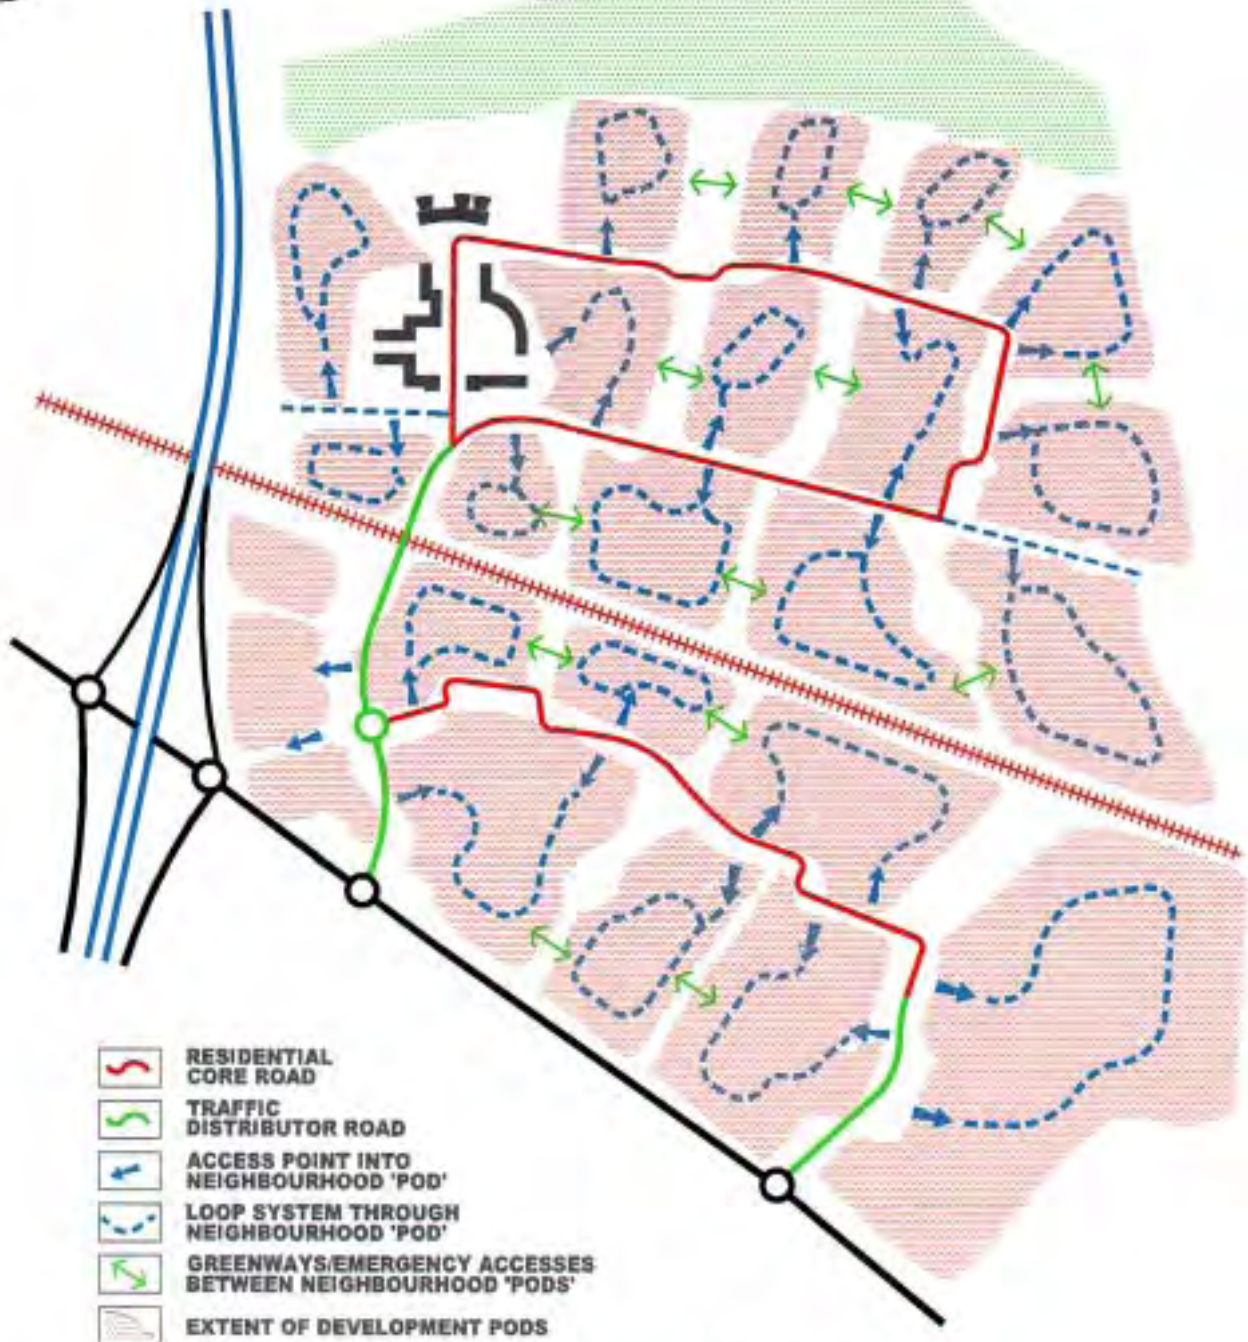 RESIDENTIAL
CORE ROAD
TRAFFIC
DISTRIBUTOR ROAD
ACCESS POINT INTO
NEIGHBOURHOOD 'POD'
LOOP SYSTEM THROUGH
NEIGHBOURHOOD 'POD'
GREENWAYS/EMERGENCY ACCESSES
BETWEEN NEIGHBOURHOOD 'PODS'
EXTENT OF DEVELOPMENT PODS